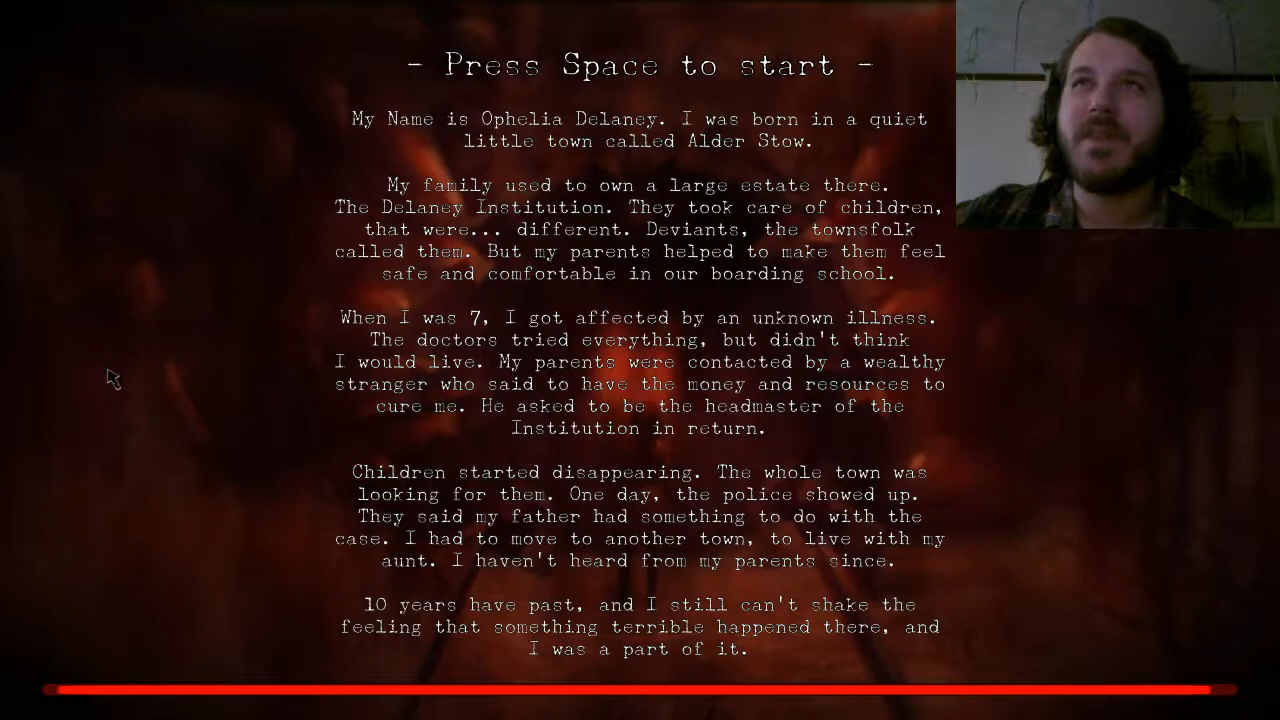 - Press Space to start -
My Name is Ophelia Delaney. I was born in a quiet
little town called Alder Stow.
My family used to own a large estate there.
The Delaney Institution. They took care of children,
that were... different. Deviants, the townsfolk
called them. But my parents helped to make them feel
safe and comfortable in our boarding school.
When I was 7, I got affected by an unknown illness.
The doctors tried everything, but didn't think
I would live. My parents were contacted by a wealthy
stranger who said to have the money and resources to
cure me. He asked to be the headmaster of the
Institution in return.
Children started disappearing. The whole town was
looking for them. One day, the police showed up.
They said my father had something to do with the
case. I had to move to another town, to live with my
aunt. I haven't heard from my parents since.
10 years have past, and I still can't shake the
feeling that something terrible happened there, and
I was a part of it.